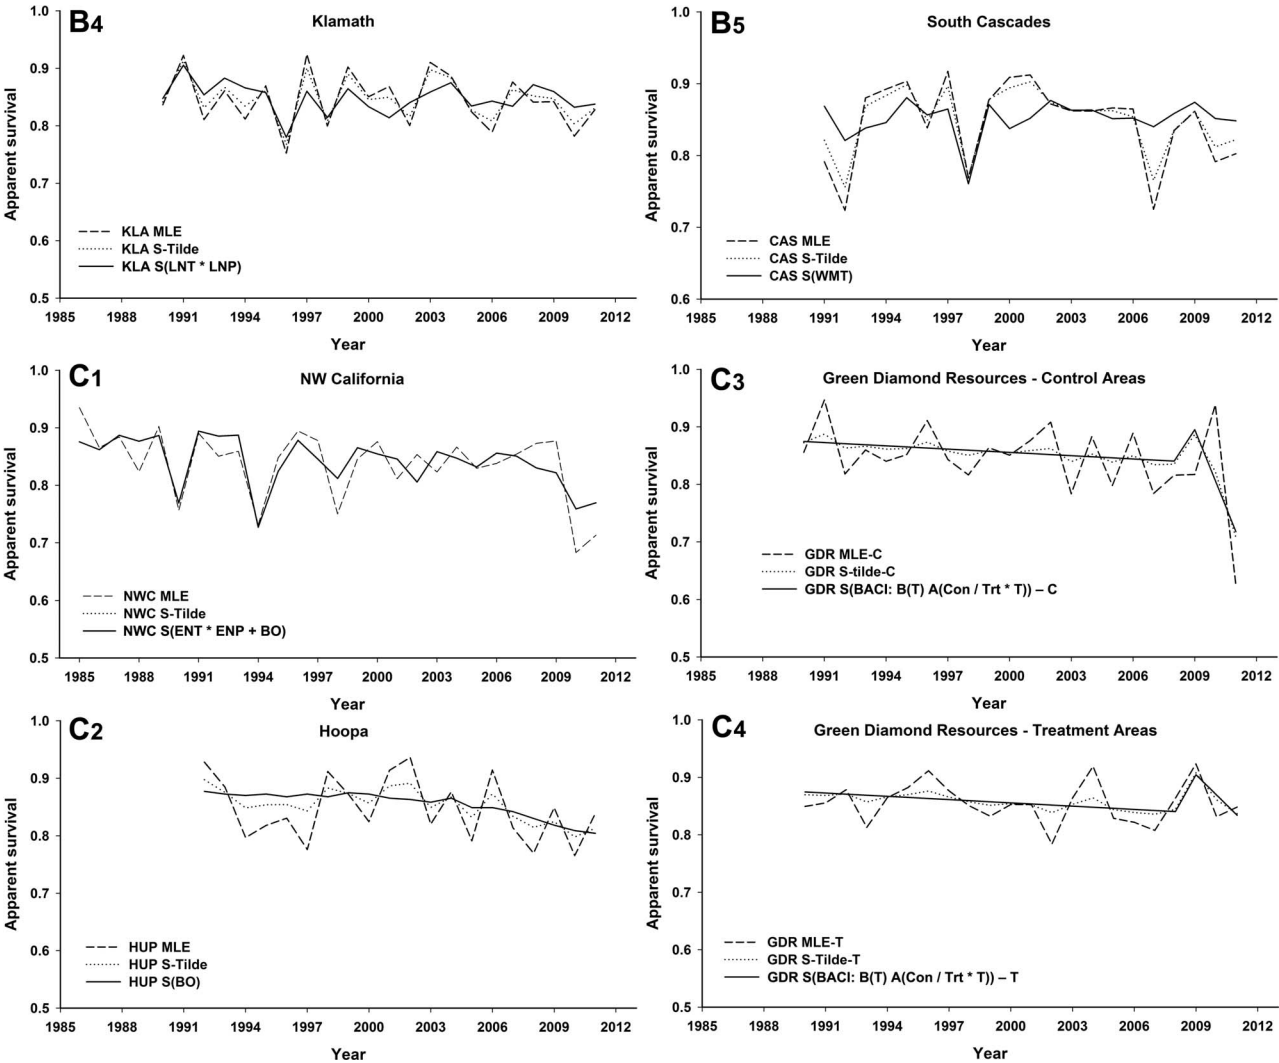 B4
Klamath
1.0
0.9
0.8
0.7
0.6
0.5
Apparent survival
KLA MLE
KLA S-Tilde
KLA S(LNT * LNP)
1985 1988 1991 1994 1997 2000 2003 2006 2009 2012
Year
B5
South Cascades
1.0
0.9
0.8
0.7
0.6
Apparent survival
CAS MLE
CAS S-Tilde
CAS S(WMT)
1985 1988 1991 1994 1997 2000 2003 2006 2009 2012
Year
C1
NW California
1.0
0.9
0.8
0.7
0.6
0.5
Apparent survival
NWC MLE
NWC S-Tilde
NWC S(ENT * ENP + BO)
1985 1988 1991 1994 1997 2000 2003 2006 2009 2012
Year
C3
Green Diamond Resources - Control Areas
1.0
0.9
0.8
0.7
0.6
0.5
Apparent survival
GDR MLE-C
GDR S-tilde-C
GDR S(BACI: B(T) A(Con / Trt * T)) – C
1985 1988 1991 1994 1997 2000 2003 2006 2009 2012
Year
C2
Hoopa
1.0
0.9
0.8
0.7
0.6
0.5
Apparent survival
HUP MLE
HUP S-Tilde
HUP S(BO)
1985 1988 1991 1994 1997 2000 2003 2006 2009 2012
Year
C4
Green Diamond Resources - Treatment Areas
1.0
0.9
0.8
0.7
0.6
0.5
Apparent survival
GDR MLE-T
GDR S-Tilde-T
GDR S(BACI: B(T) A(Con / Trt * T)) – T
1985 1988 1991 1994 1997 2000 2003 2006 2009 2012
Year